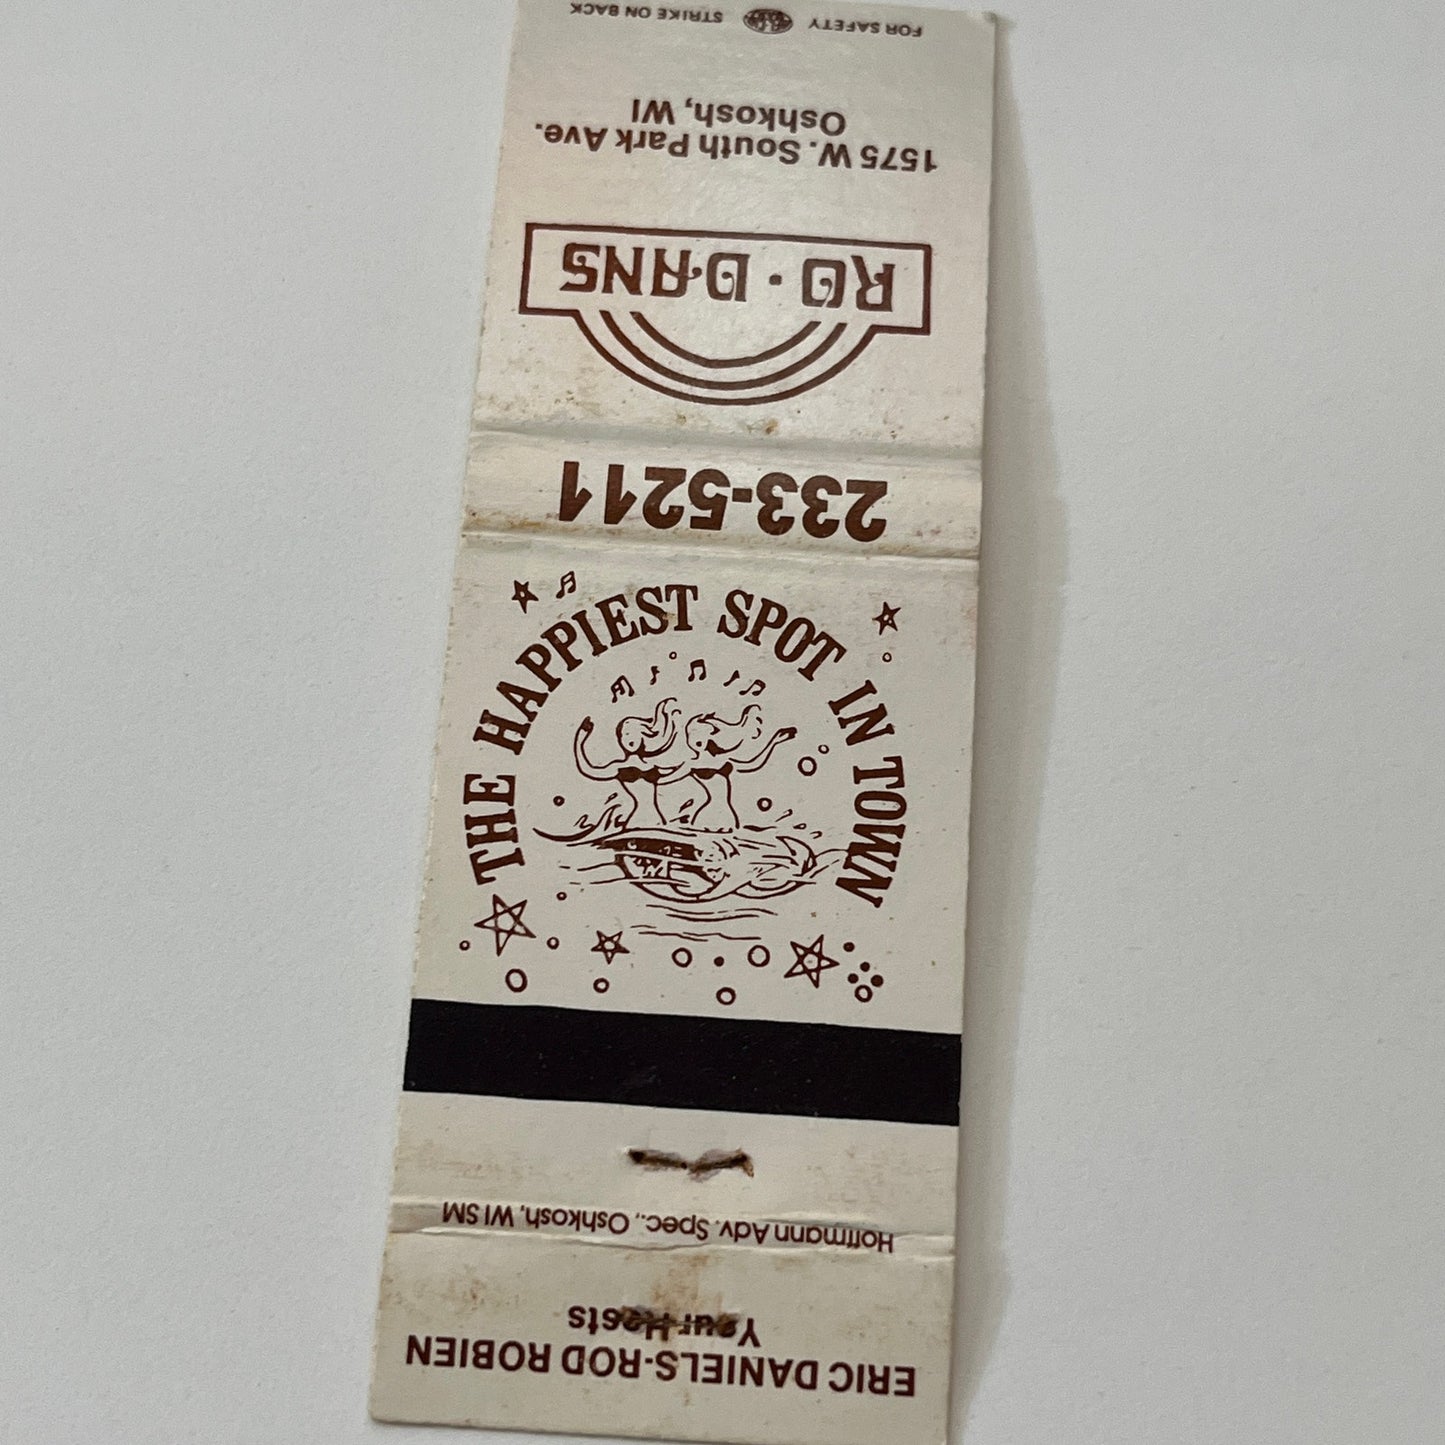 FOR SAFETY STRIKE ON BACK
1575 W. South Park Ave.
Oshkosh, WI
RO·DANS
233-5211
THE HAPPIEST SPOT IN TOWN
Hoffmann Adv. Spec., Oshkosh, WI SM
ERIC DANIELS-ROD ROBIEN
Your Hosts